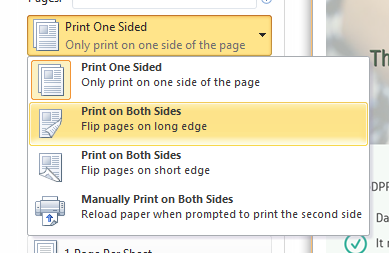 Pages:
Print One Sided
Only print on one side of the page
Print One Sided
Only print on one side of the page
Print on Both Sides
Flip pages on long edge
Print on Both Sides
Flip pages on short edge
Manually Print on Both Sides
Reload paper when prompted to print the second side
1 Page Per Sheet
Th
DPP
Da
It